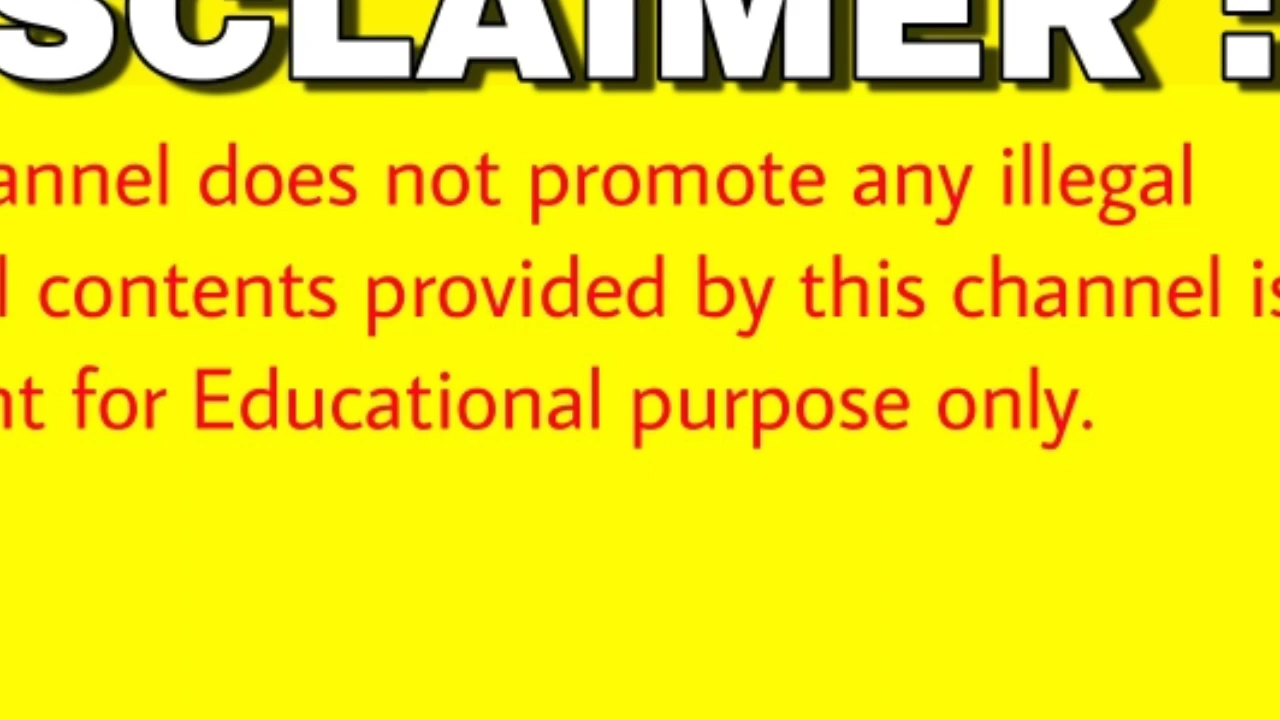 SCLAIMER :
annel does not promote any illegal
contents provided by this channel is
nt for Educational purpose only.